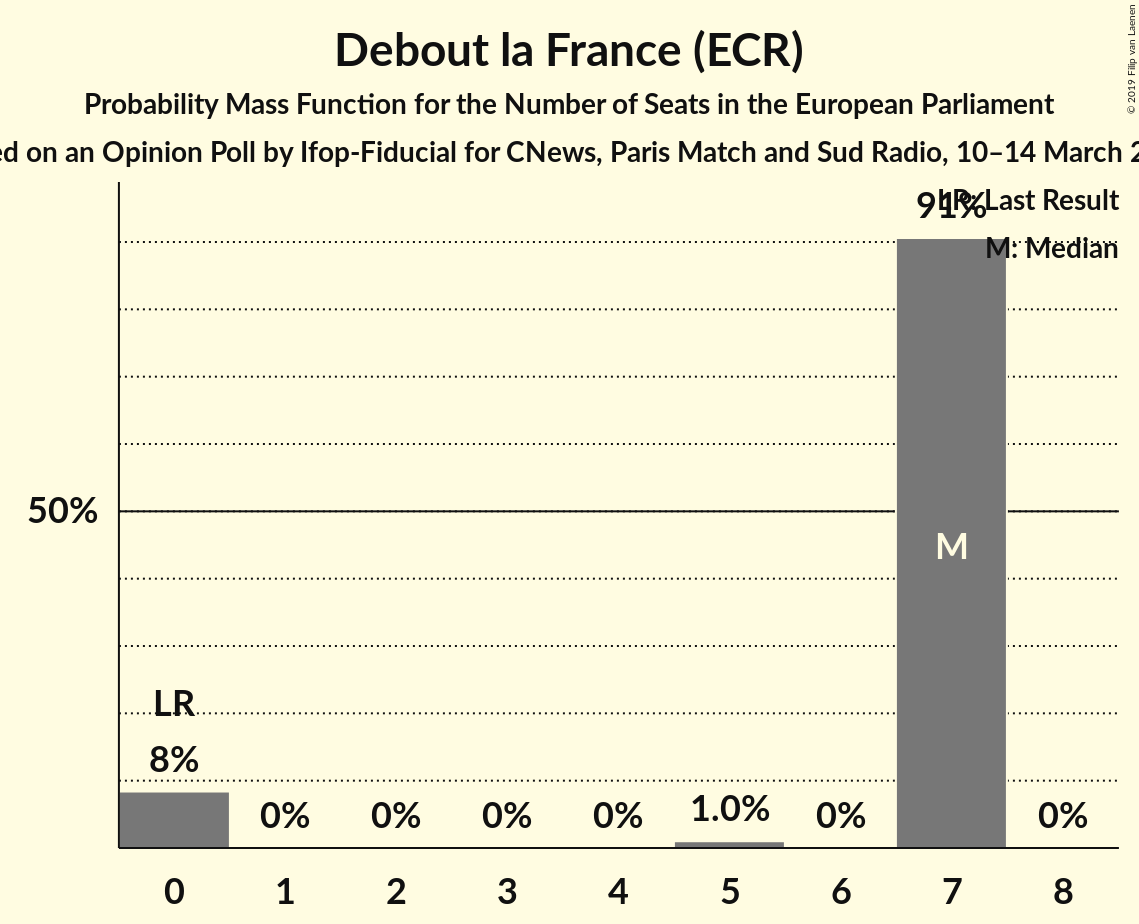 © 2019 Filip van Laenen
Debout la France (ECR)
Probability Mass Function for the Number of Seats in the European Parliament
on an Opinion Poll by Ifop-Fiducial for CNews, Paris Match and Sud Radio, 10–14 March
LR: Last Result
91%
M: Median
50%
M
LR
8%
0% 0% 0% 0% 1.0% 0% 0%
0 1 2 3 4 5 6 7 8